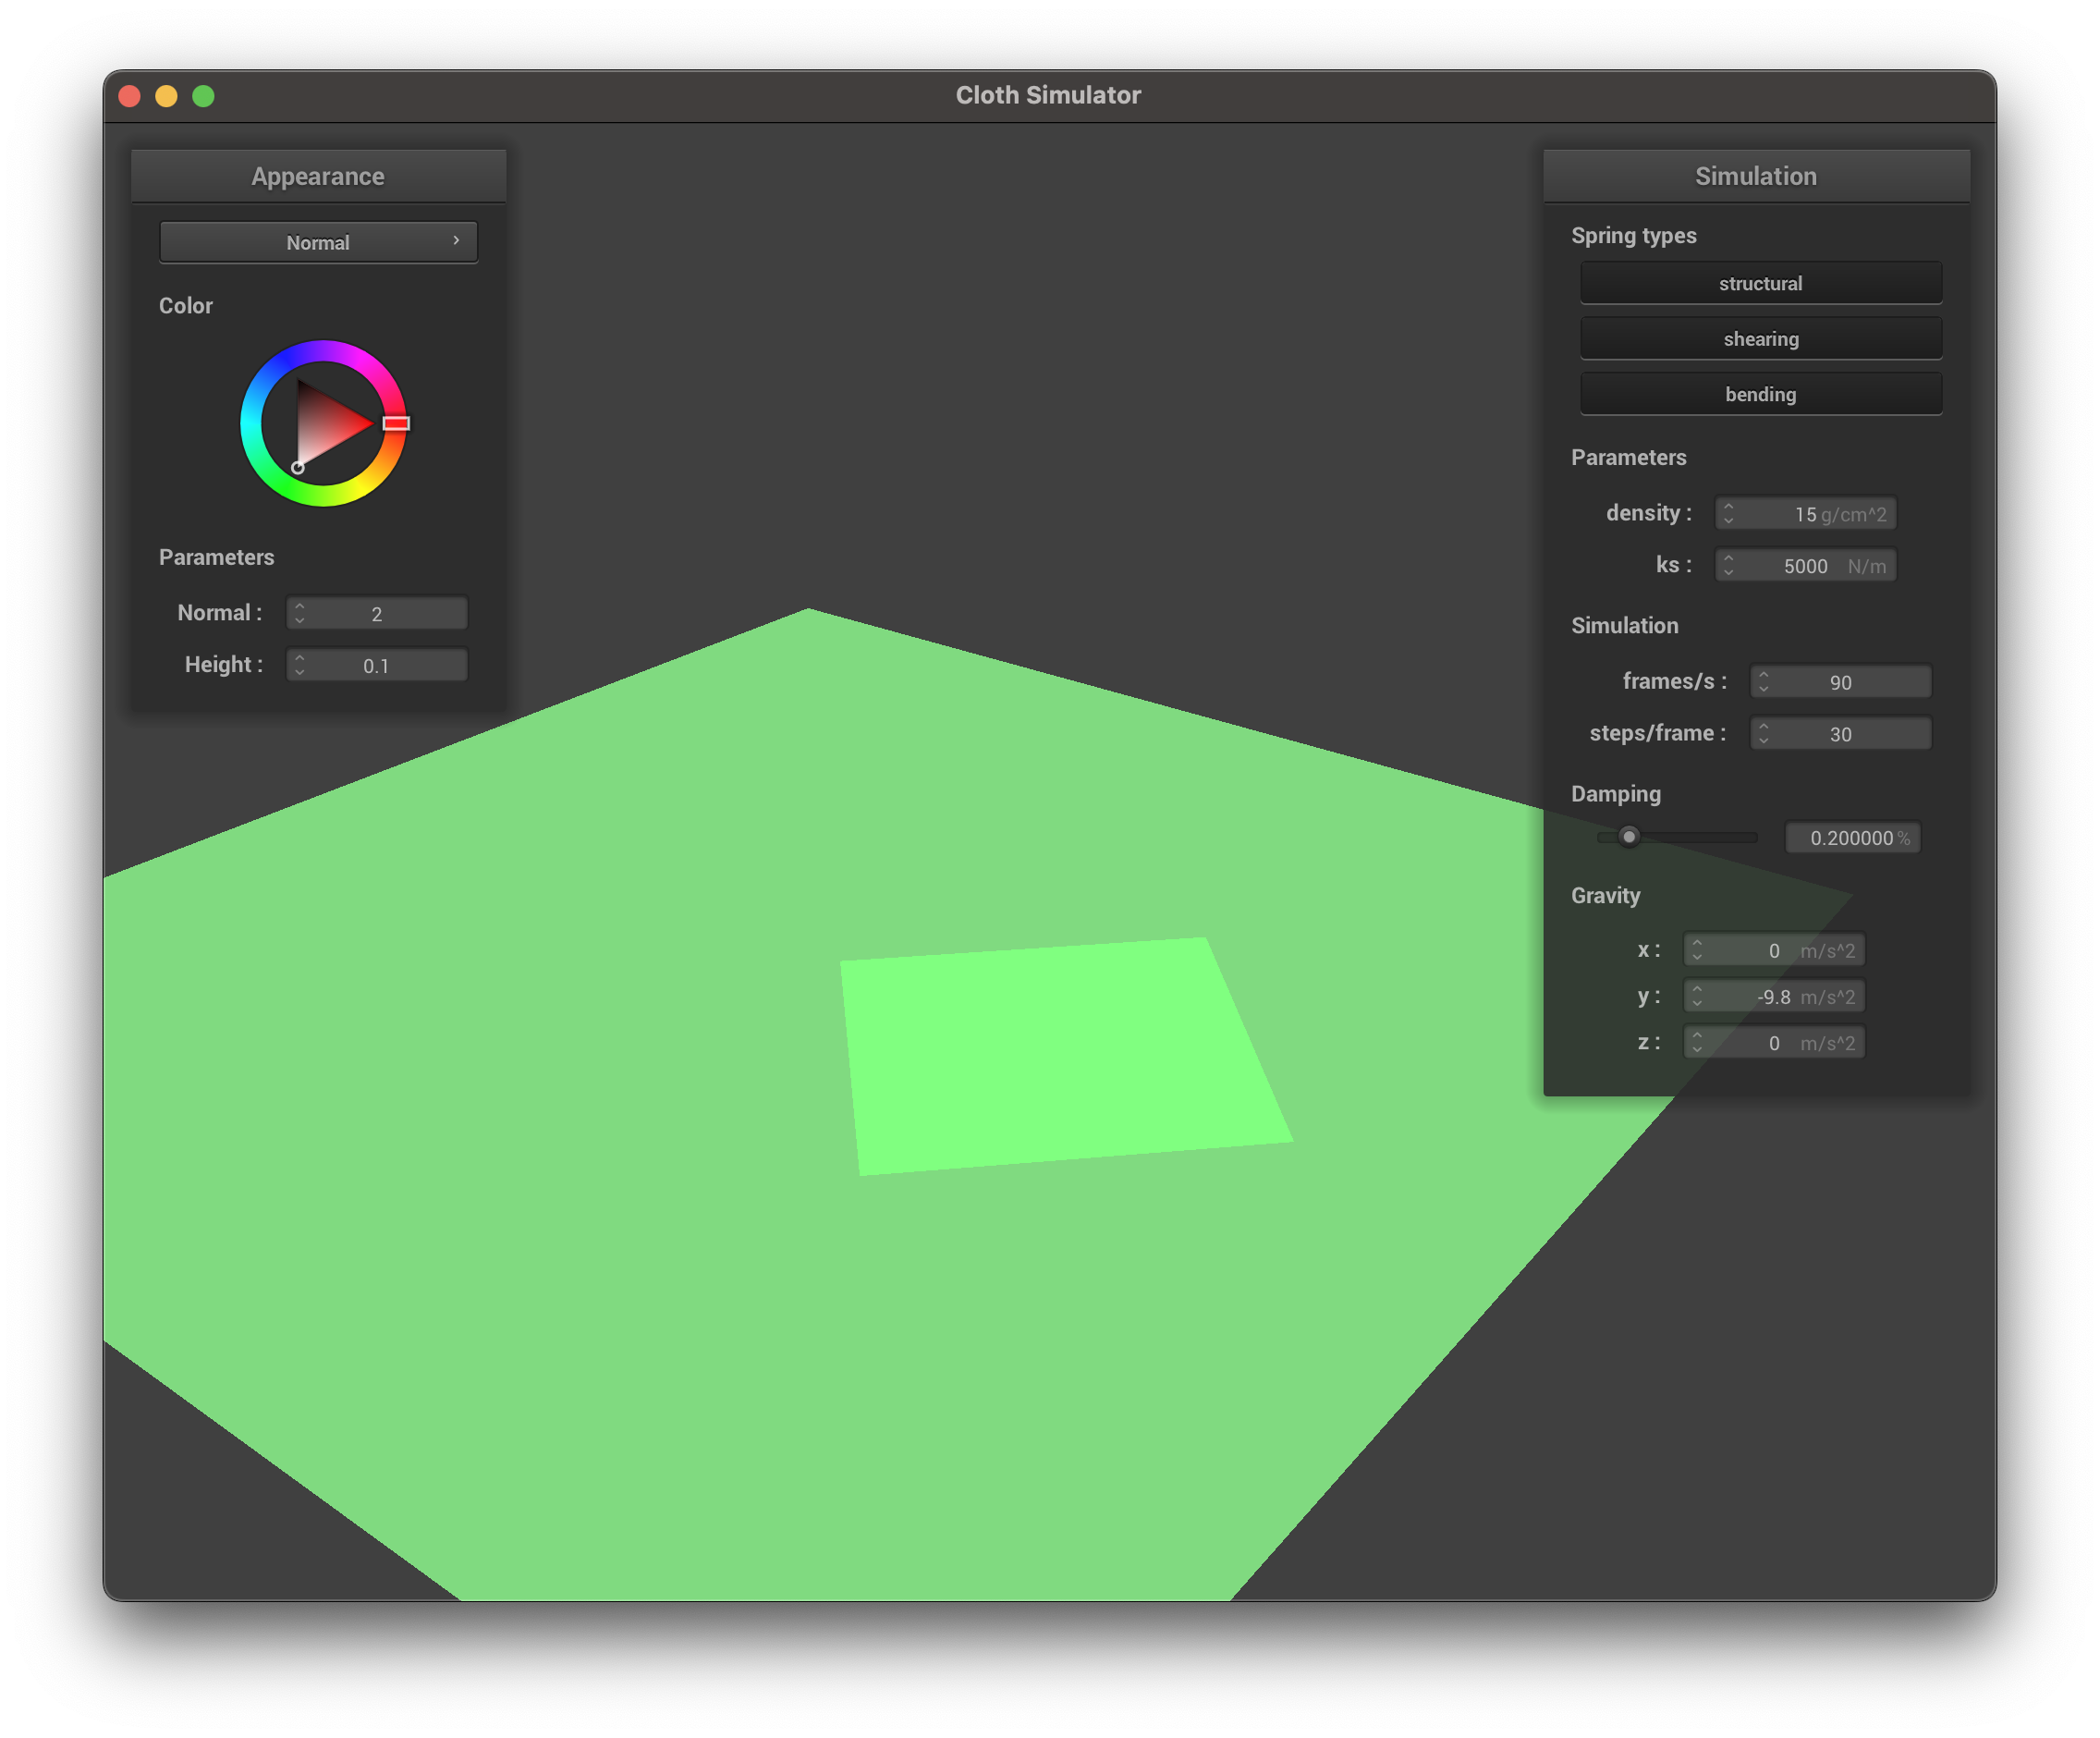 Cloth Simulator
Appearance
Normal
Color
Parameters
Normal : 2
Height : 0.1
Simulation
Spring types
structural
shearing
bending
Parameters
density : 15 g/cm^2
ks : 5000 N/m
Simulation
frames/s : 90
steps/frame : 30
Damping
0.200000 %
Gravity
x : 0 m/s^2
y : -9.8 m/s^2
z : 0 m/s^2